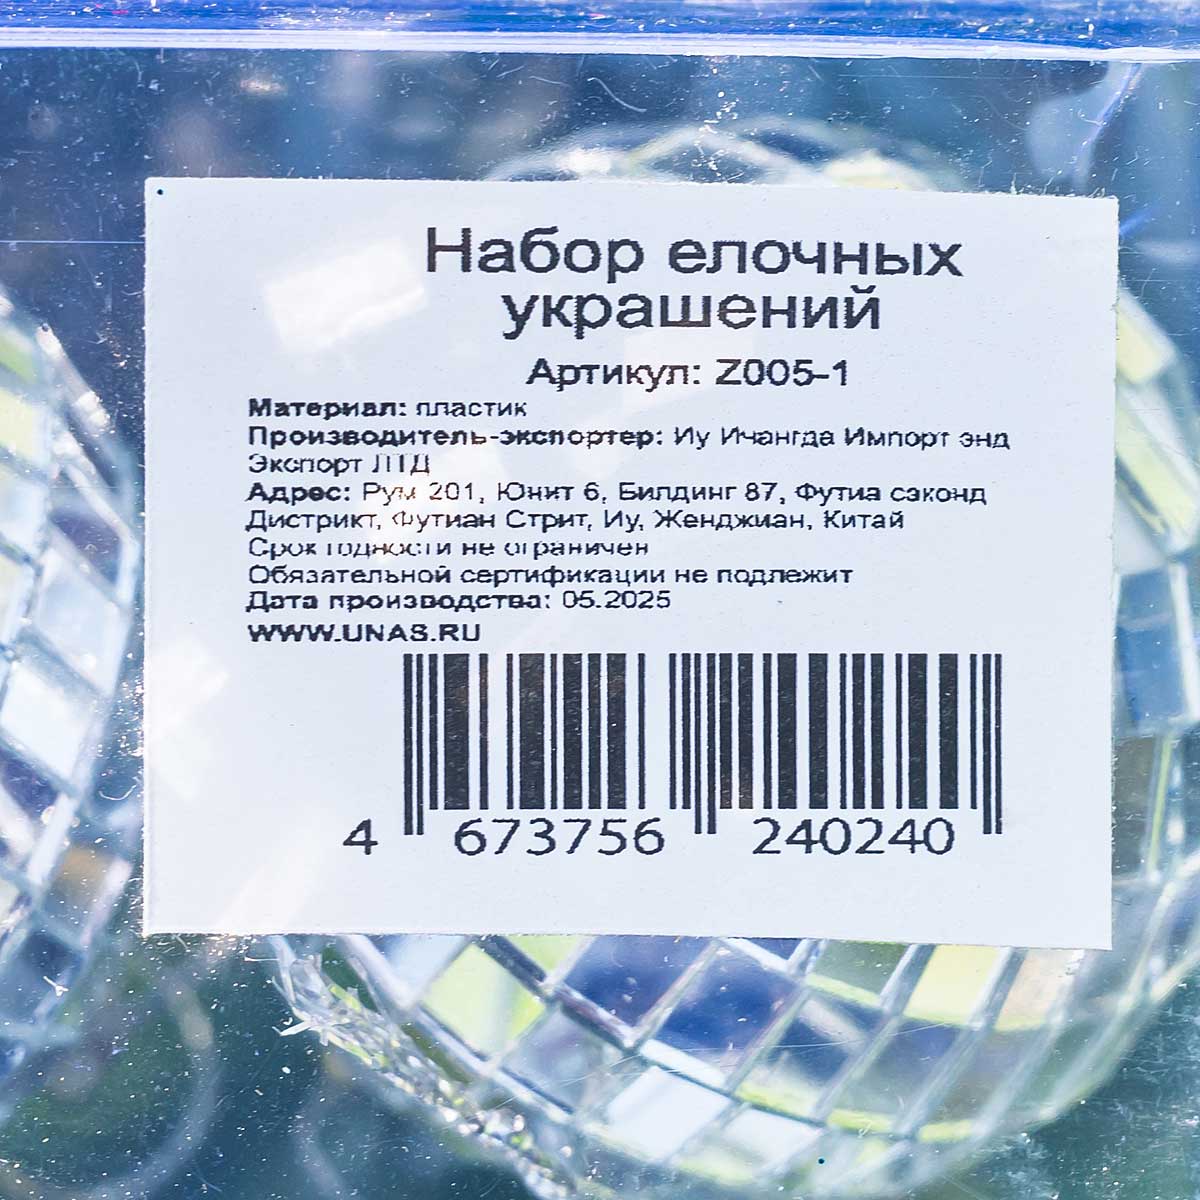 Набор елочных
украшений
Артикул: Z005-1
Материал: пластик
Производитель-экспортер: Иу Ичангда Импорт энд
Экспорт ЛТД
Адрес: Рум 201, Юнит 6, Билдинг 87, Футиа сэконд
Дистрикт, Футиан Стрит, Иу, Женджиан, Китай
Срок годности не ограничен
Обязательной сертификации не подлежит
Дата производства: 05.2025
WWW.UNAS.RU
4 673756 240240